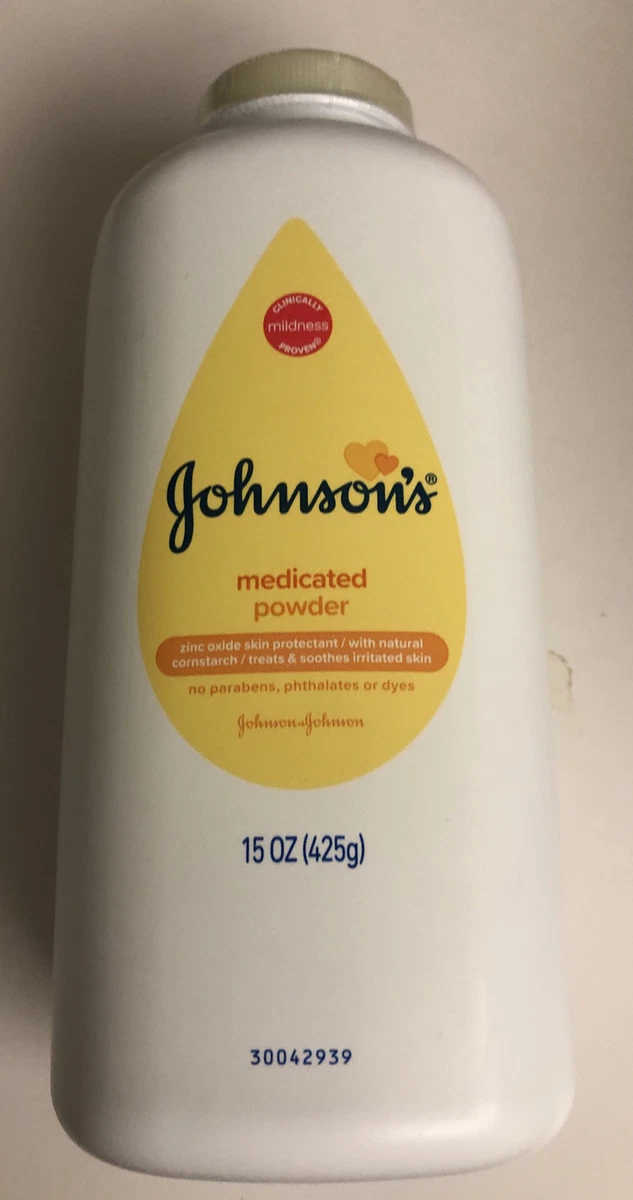 CLINICALLY
mildness
PROVEN®
Johnson's®
medicated
powder
zinc oxide skin protectant / with natural
cornstarch / treats & soothes irritated skin
no parabens, phthalates or dyes
Johnson & Johnson
15 OZ (425g)
30042939